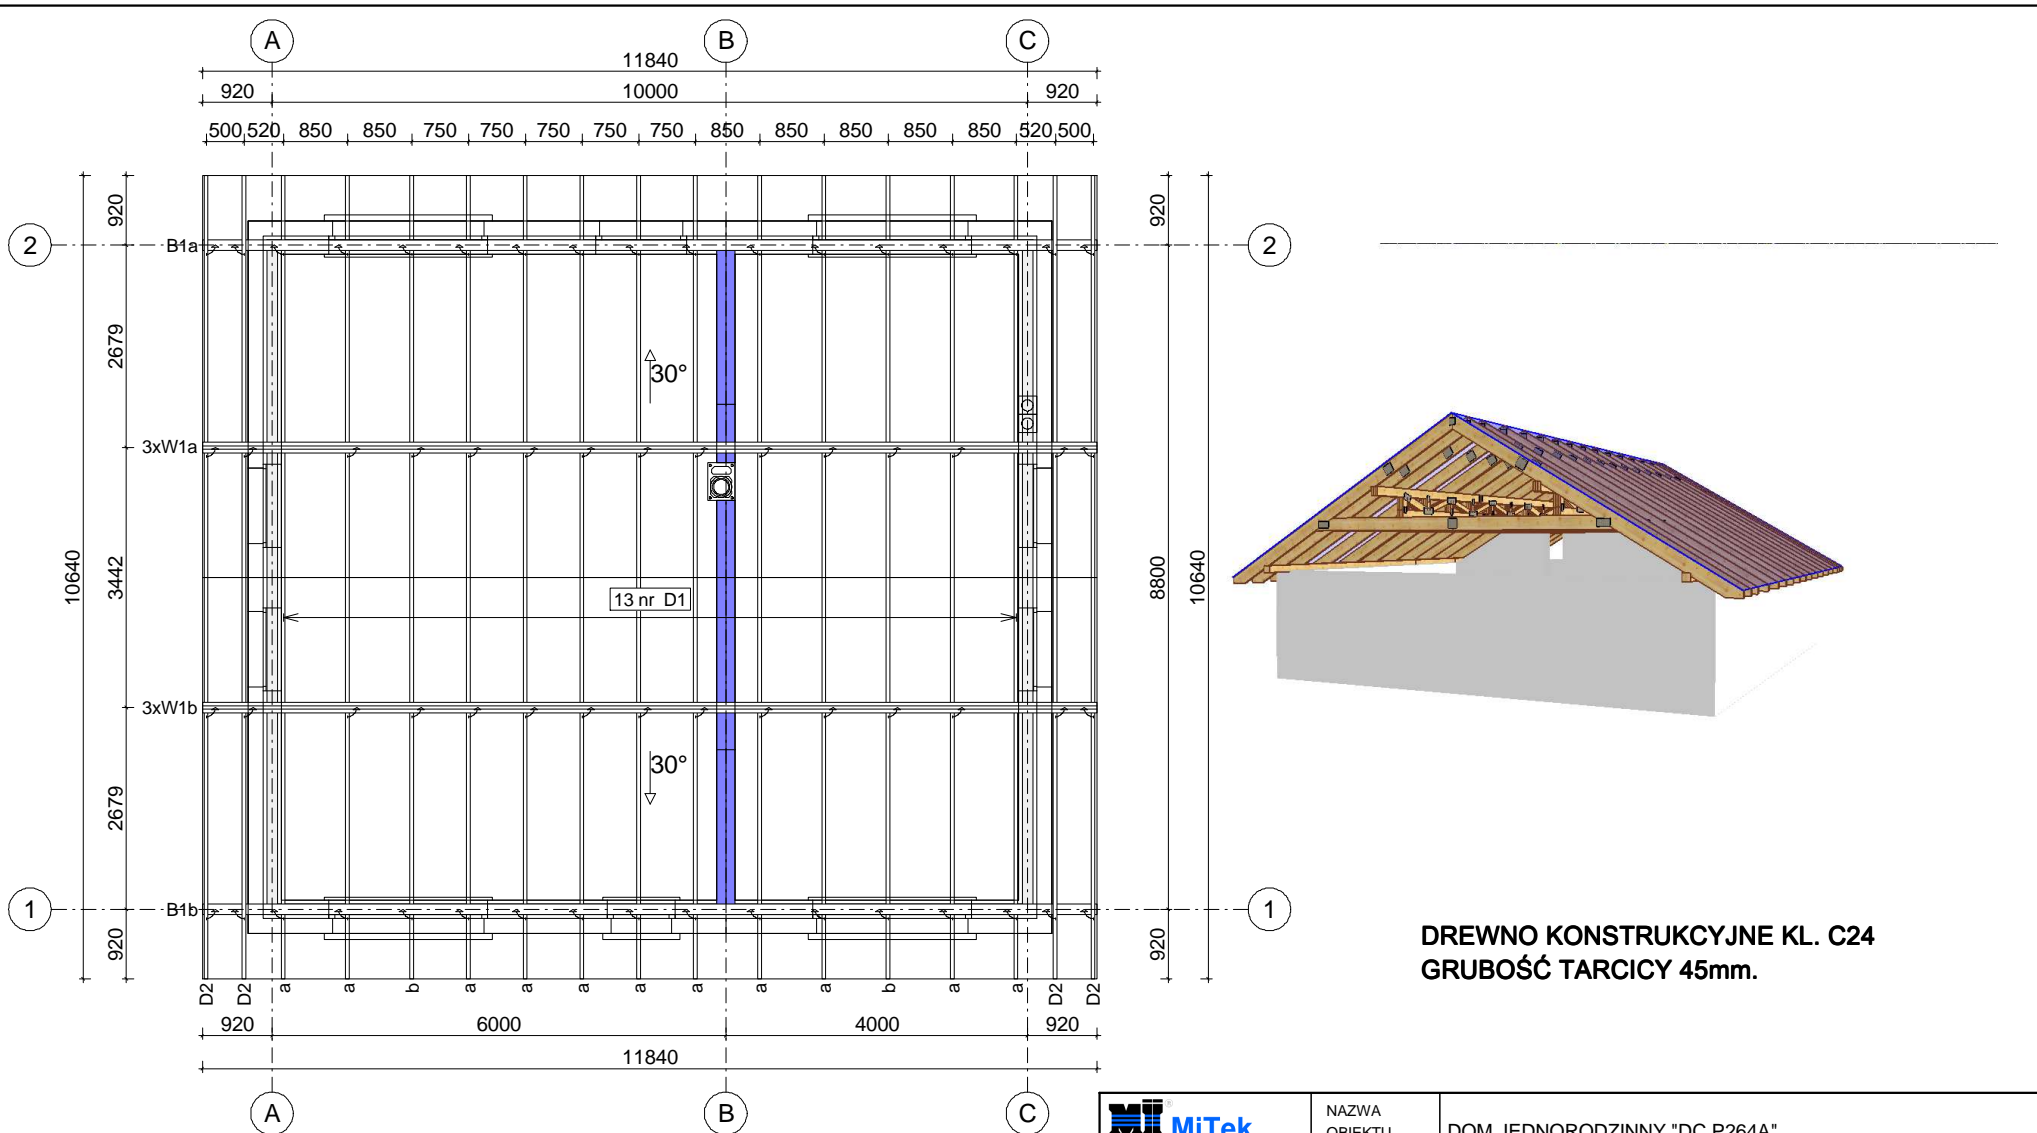 A B C
11840
920 10000 920
500 520 850 850 750 750 750 750 750 850 850 850 850 850 520 500
920 920
2 B1a 2
2679
30°
3xW1a
10640 3442 8800 10640
13 nr D1
3xW1b
30°
2679
1 B1b 1
920 920
DREWNO KONSTRUKCYJNE KL. C24
GRUBOŚĆ TARCICY 45mm.
D2 D2 a a b a a a a a a a b a a D2 D2
920 6000 4000 920
11840
A B C
MiTek ®
NAZWA
OBIEKTU
DOM JEDNORODZINNY "DC P264A"